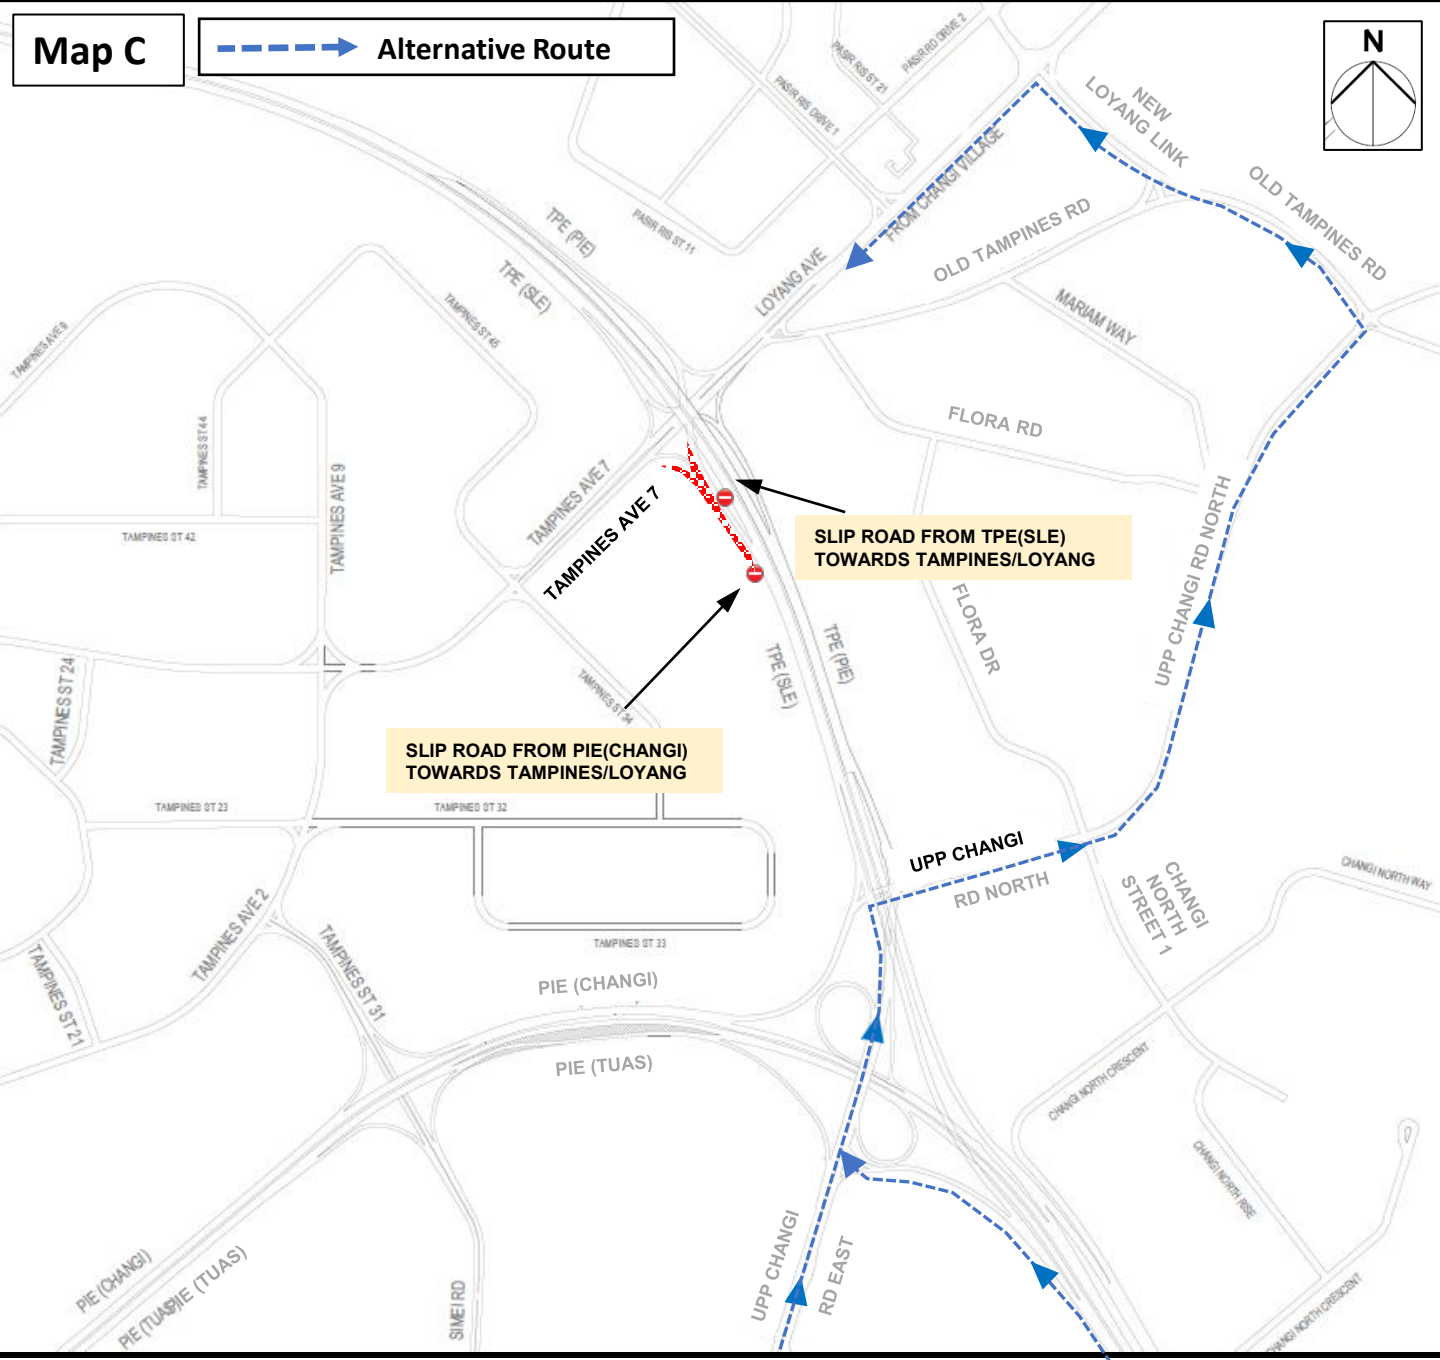 Map C
Alternative Route
N
PASIR RIS DRIVE 1
PASIR RIS ST 21
PASIR RIS ST 11
NEW
LOYANG LINK
FROM CHANGI VILLAGE
OLD TAMPINES RD
OLD TAMPINES RD
TPE (PIE)
TPE (SLE)
LOYANG AVE
MARIAM WAY
TAMPINES AVE 9
TAMPINES ST 45
TAMPINES ST 44
TAMPINES AVE 9
TAMPINES ST 42
TAMPINES AVE 7
TAMPINES AVE 7
FLORA RD
SLIP ROAD FROM TPE(SLE)
TOWARDS TAMPINES/LOYANG
UPP CHANGI RD NORTH
FLORA DR
TPE (PIE)
TPE (SLE)
TAMPINES ST 34
TAMPINES ST 24
SLIP ROAD FROM PIE(CHANGI)
TOWARDS TAMPINES/LOYANG
TAMPINES ST 23
TAMPINES ST 32
UPP CHANGI
RD NORTH
CHANGI
NORTH
STREET 1
CHANGI NORTH WAY
TAMPINES AVE 2
TAMPINES ST 33
TAMPINES ST 31
TAMPINES ST 21
PIE (CHANGI)
PIE (TUAS)
CHANGI NORTH CRESCENT
CHANGI NORTH RISE
UPP CHANGI
RD EAST
PIE (CHANGI)
PIE (TUAS)
PIE (TUAS)
SIMEI RD
CHANGI NORTH CRESCENT